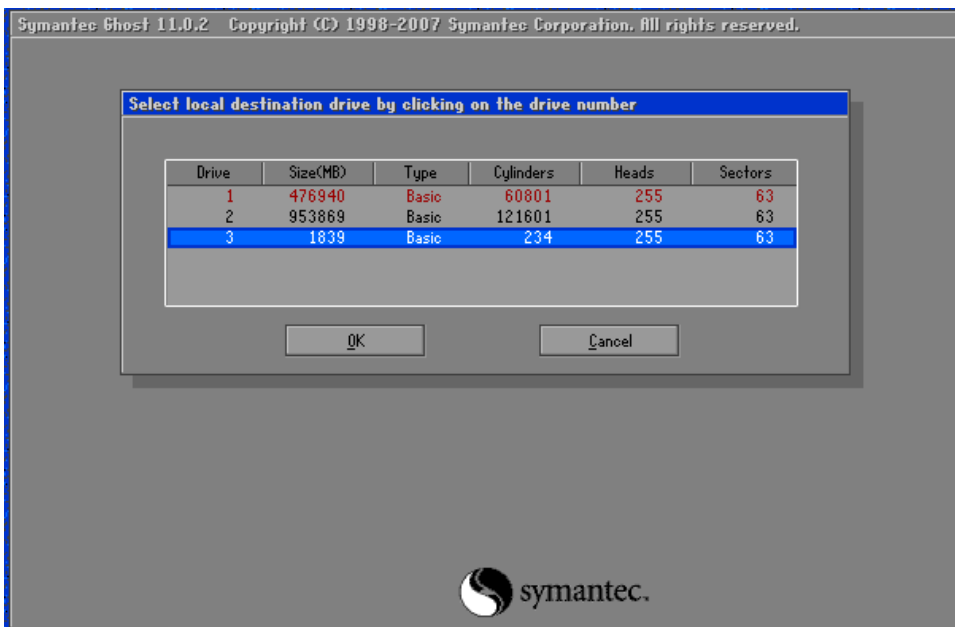 Symantec Ghost 11.0.2 Copyright (C) 1998-2007 Symantec Corporation. All rights reserved.
Select local destination drive by clicking on the drive number
Drive Size(MB) Type Cylinders Heads Sectors
1 476940 Basic 60801 255 63
2 953869 Basic 121601 255 63
3 1839 Basic 234 255 63
OK Cancel
symantec.